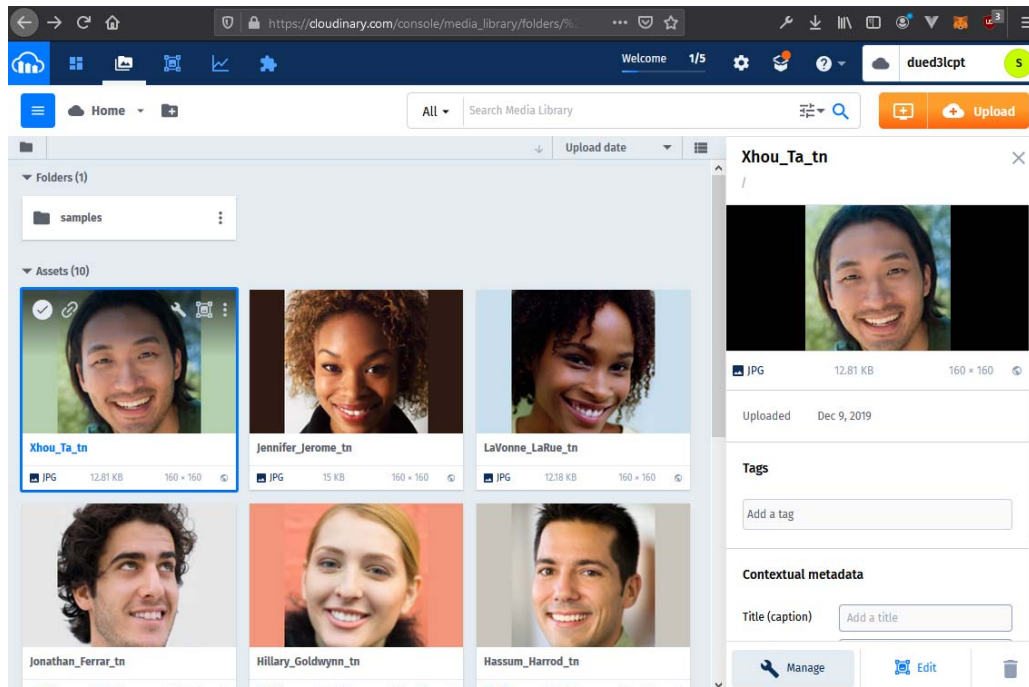 https://cloudinary.com/console/media_library/folders/%
3
Welcome 1/5
dued3lcpt
S
Home
All
Search Media Library
Upload
Upload date
Folders (1)
samples
Assets (10)
Xhou_Ta_tn
JPG 12.81 KB 160 × 160
Jennifer_Jerome_tn
JPG 15 KB 160 × 160
LaVonne_LaRue_tn
JPG 12.18 KB 160 × 160
Jonathan_Ferrar_tn
Hillary_Goldwynn_tn
Hassum_Harrod_tn
Xhou_Ta_tn
/
JPG 12.81 KB 160 × 160
Uploaded Dec 9, 2019
Tags
Add a tag
Contextual metadata
Title (caption) Add a title
Manage Edit